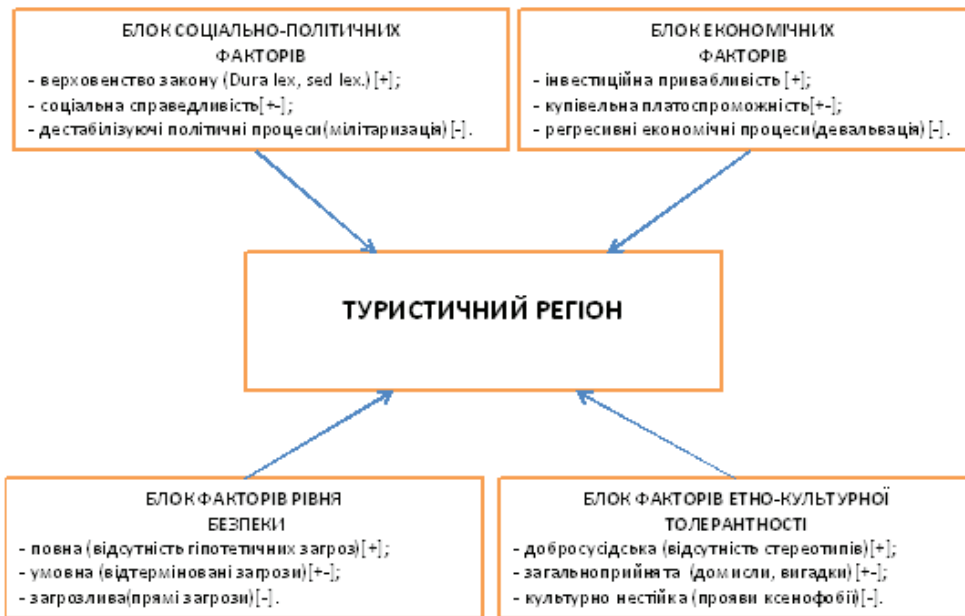 БЛОК СОЦІАЛЬНО-ПОЛІТИЧНИХ
ФАКТОРІВ
- верховенство закону (Dura lex, sed lex.) [+];
- соціальна справедливість[+-];
- дестабілізуючі політичні процеси(мілітаризація) [-].
БЛОК ЕКОНОМІЧНИХ
ФАКТОРІВ
- інвестиційна привабливість [+];
- купівельна платоспроможність[+-];
- регресивні економічні процеси(девальвація) [-].
ТУРИСТИЧНИЙ РЕГІОН
БЛОК ФАКТОРІВ РІВНЯ
БЕЗПЕКИ
- повна (відсутність гіпотетичних загроз)[+];
- умовна (відтерміновані загрози)[+-];
- загрозлива(прямі загрози)[-].
БЛОК ФАКТОРІВ ЕТНО-КУЛЬТУРНОЇ
ТОЛЕРАНТНОСТІ
- добросусідська (відсутність стереотипів)[+];
- загальноприйнята (домисли, вигадки)[+-];
- культурно нестійка (прояви ксенофобії)[-].